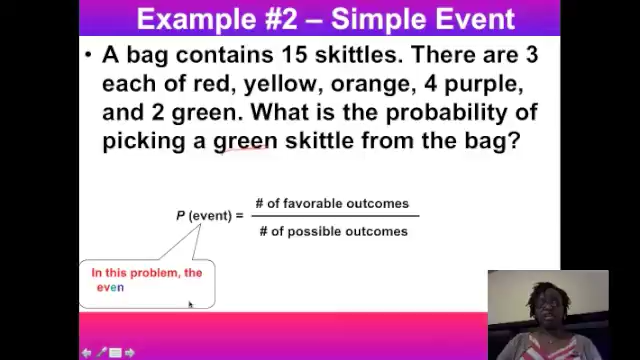 Example #2 – Simple Event
• A bag contains 15 skittles. There are 3
each of red, yellow, orange, 4 purple,
and 2 green. What is the probability of
picking a green skittle from the bag?
P (event) =
# of favorable outcomes
# of possible outcomes
In this problem, the
even